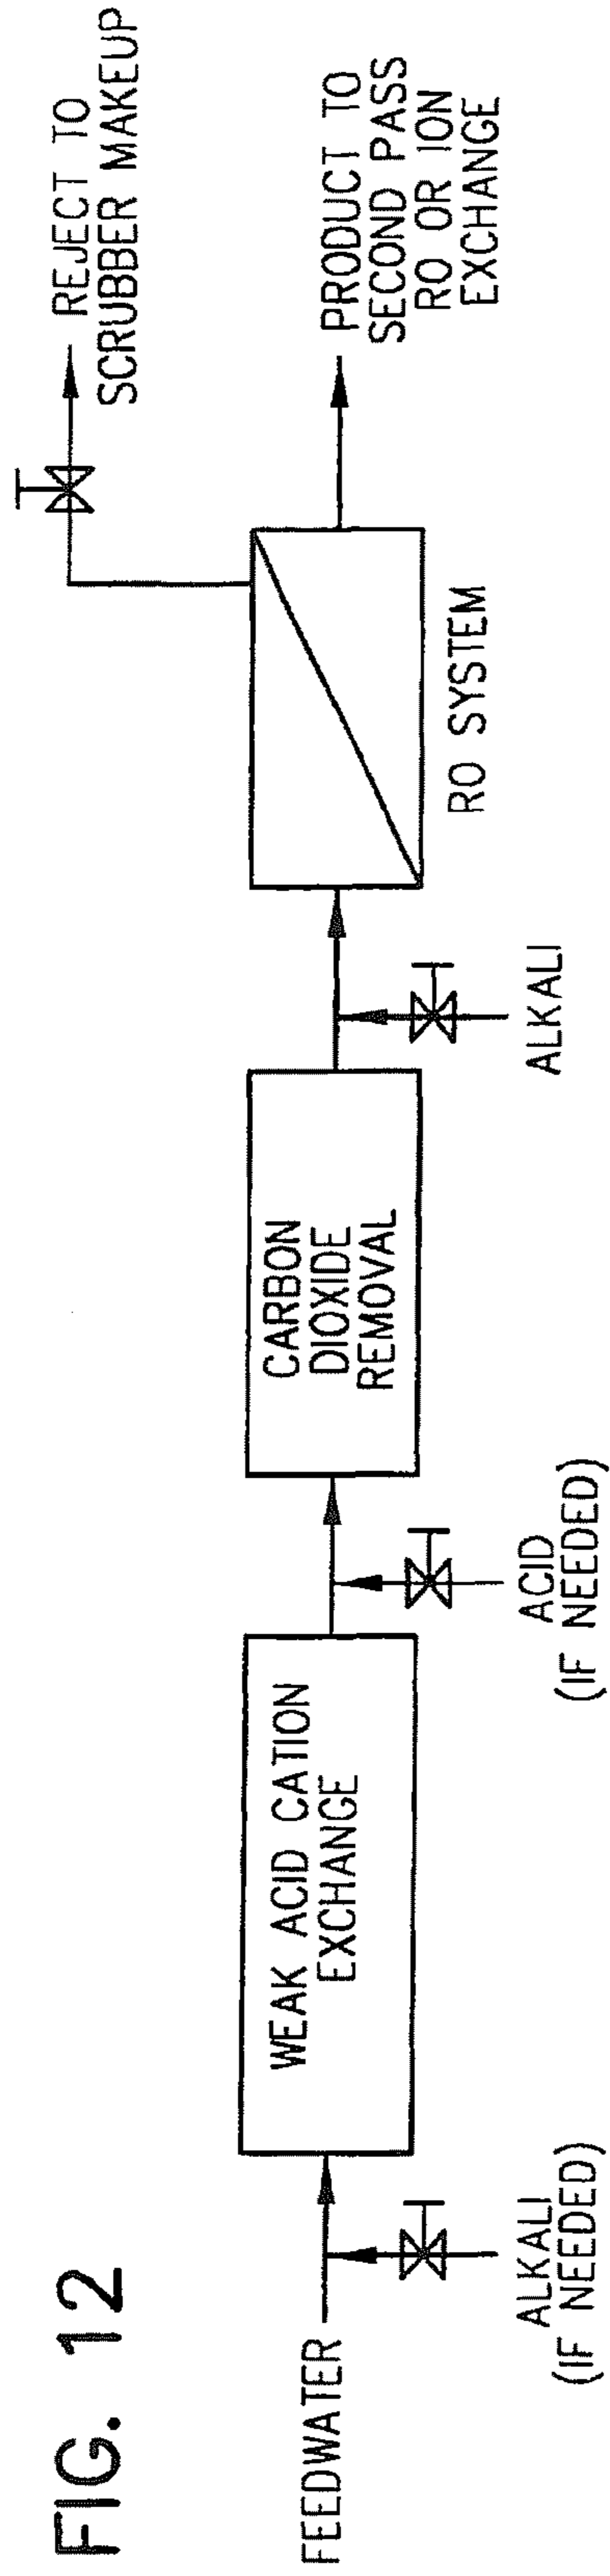 FIG. 12
FEEDWATER
ALKALI
(IF NEEDED)
WEAK ACID CATION
EXCHANGE
ACID
(IF NEEDED)
CARBON
DIOXIDE
REMOVAL
ALKALI
RO SYSTEM
REJECT TO
SCRUBBER MAKEUP
PRODUCT TO
SECOND PASS
RO OR ION
EXCHANGE